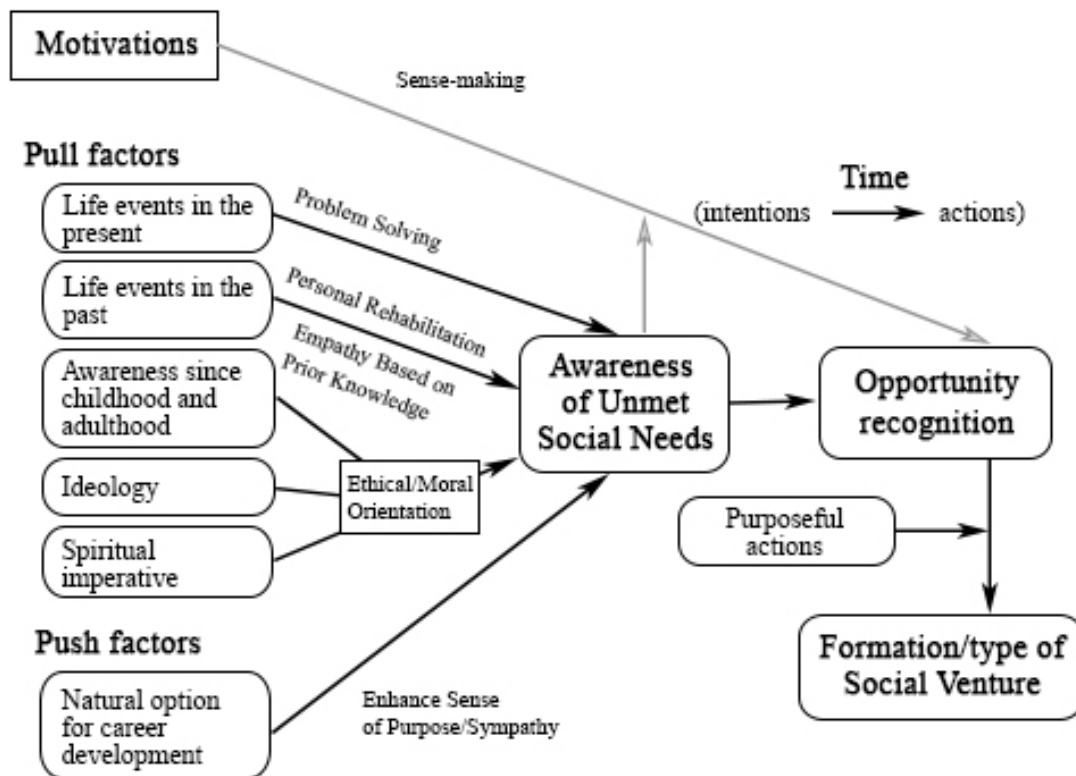 Motivations
Sense-making
Pull factors
Time
(intentions
actions)
Life events in the
present
Problem Solving
Life events in the
past
Personal Rehabilitation
Empathy Based on
Prior Knowledge
Awareness since
childhood and
adulthood
Ideology
Spiritual
imperative
Ethical/Moral
Orientation
Awareness
of Unmet
Social Needs
Opportunity
recognition
Purposeful
actions
Formation/type of
Social Venture
Push factors
Natural option
for career
development
Enhance Sense
of Purpose/Sympathy